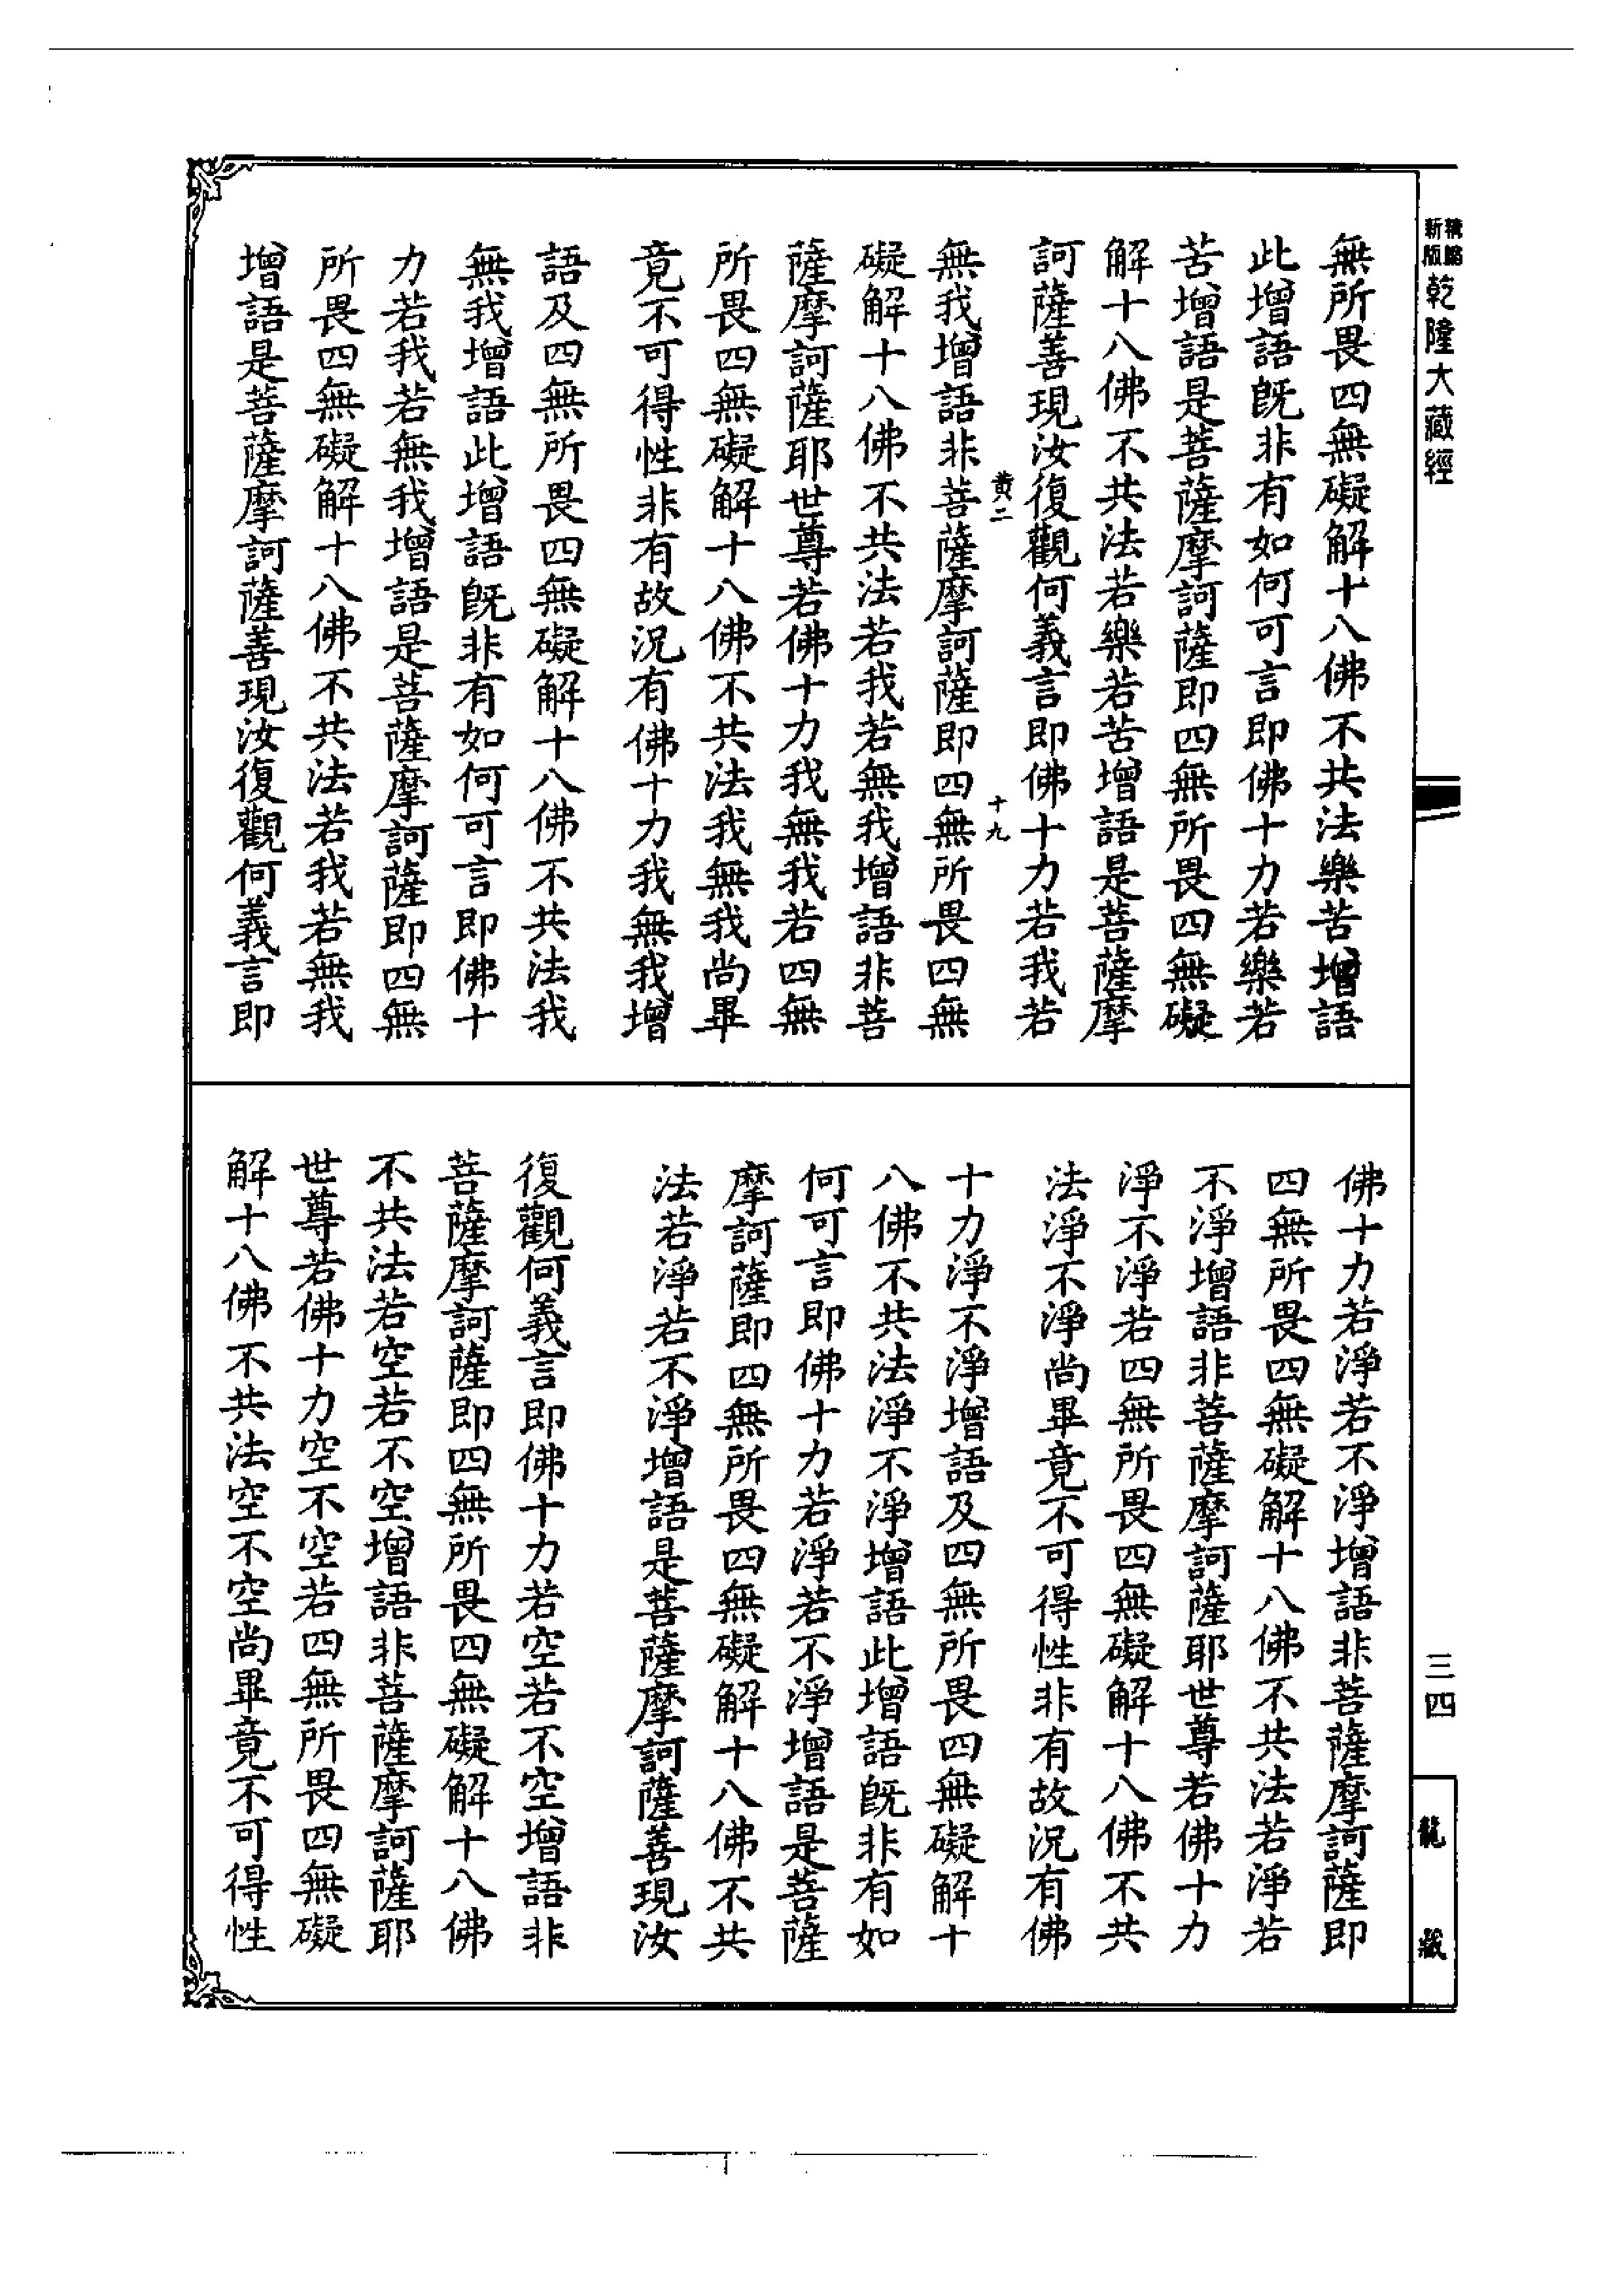 新版
乾隆大藏經
無所畏四無礙解十八佛不共法樂苦增語
此增語旣非有如何可言即佛十力若樂若
苦增語是菩薩摩訶薩即四無所畏四無礙
解十八佛不共法若樂若苦增語是菩薩摩
訶薩善現汝復觀何義言即佛十力若我若
黄二
十九
無我增語非菩薩摩訶薩即四無所畏四無
礙解十八佛不共法若我若無我增語非菩
薩摩訶薩耶世尊若佛十力我無我若四無
所畏四無礙解十八佛不共法我無我尚畢
竟不可得性非有故況有佛十力我無我增
語及四無所畏四無礙解十八佛不共法我
無我增語此增語旣非有如何可言即佛十
力若我若無我增語是菩薩摩訶薩即四無
所畏四無礙解十八佛不共法若我若無我
增語是菩薩摩訶薩善現汝復觀何義言即
佛十力若淨若不淨增語非菩薩摩訶薩即
四無所畏四無礙解十八佛不共法若淨若
不淨增語非菩薩摩訶薩耶世尊若佛十力
淨不淨若四無所畏四無礙解十八佛不共
法淨不淨尚畢竟不可得性非有故況有佛
十力淨不淨增語及四無所畏四無礙解十
八佛不共法淨不淨增語此增語旣非有如
何可言即佛十力若淨若不淨增語是菩薩
摩訶薩即四無所畏四無礙解十八佛不共
法若淨若不淨增語是菩薩摩訶薩善現汝
復觀何義言即佛十力若空若不空增語非
菩薩摩訶薩即四無所畏四無礙解十八佛
不共法若空若不空增語非菩薩摩訶薩耶
世尊若佛十力空不空若四無所畏四無礙
解十八佛不共法空不空尚畢竟不可得性
三四
龍藏